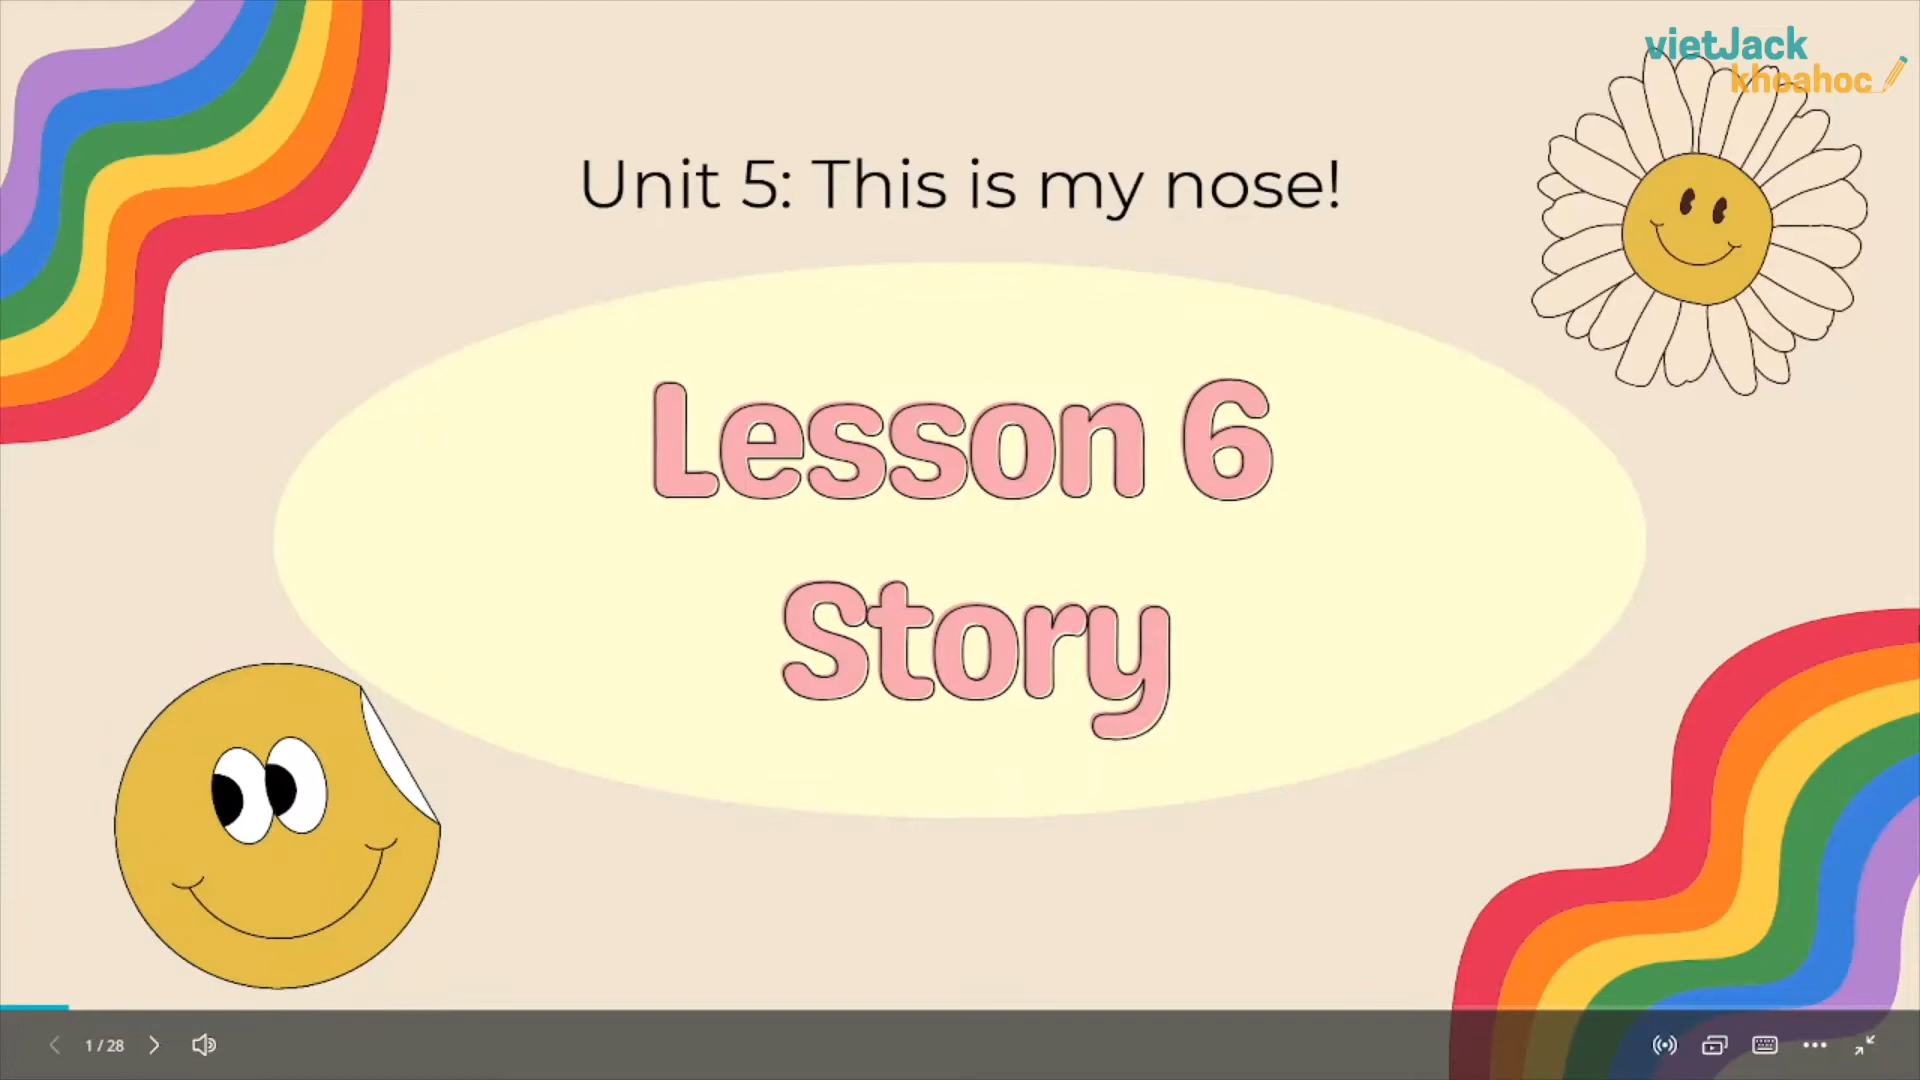 vietJack
khoahoc
Unit 5: This is my nose!
Lesson 6
Story
1 / 28